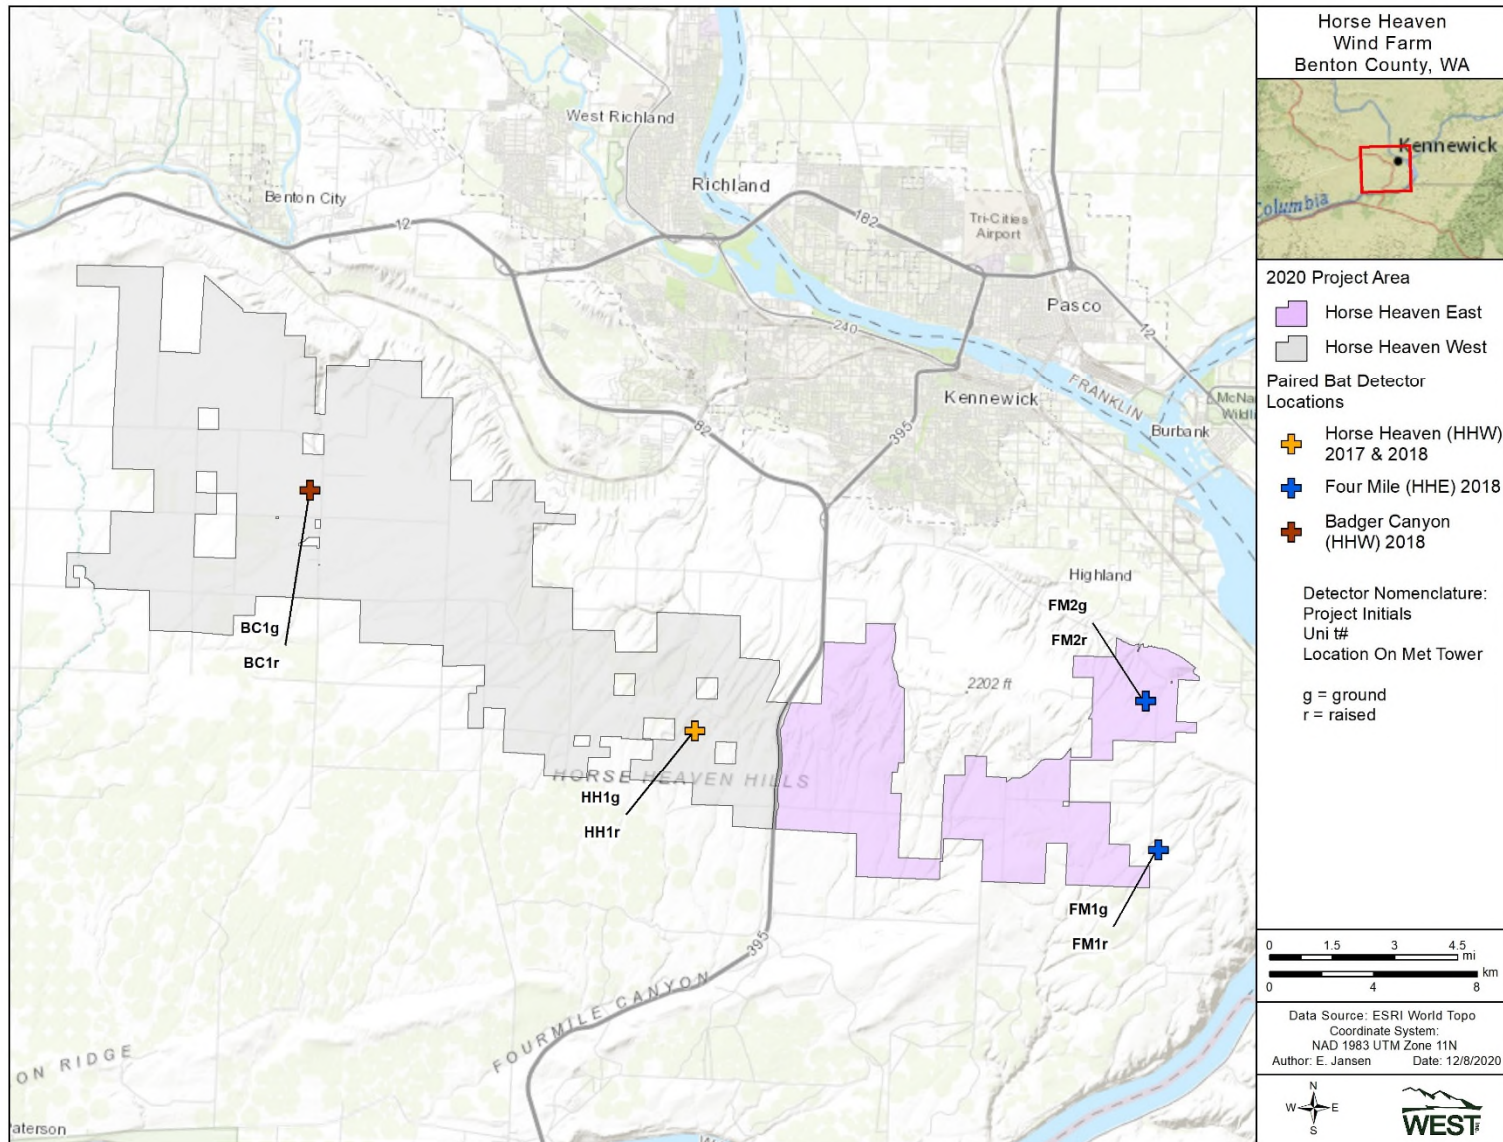 Horse Heaven
Wind Farm
Benton County, WA
Kennewick
Columbia
2020 Project Area
Horse Heaven East
Horse Heaven West
Paired Bat Detector
Locations
Horse Heaven (HHW)
2017 & 2018
Four Mile (HHE) 2018
Badger Canyon
(HHW) 2018
Detector Nomenclature:
Project Initials
Uni t#
Location On Met Tower
g = ground
r = raised
0 1.5 3 4.5
mi
km
0 4 8
Data Source: ESRI World Topo
Coordinate System:
NAD 1983 UTM Zone 11N
Author: E. Jansen Date: 12/8/2020
N
W E
S
WEST
Inc.
West Richland
Richland
Benton City
12
182
Tri-Cities
Airport
Pasco
240
12
Kennewick
FRANKLIN
McNa
Wildli
Burbank
82
395
Highland
FM2g
FM2r
BC1g
BC1r
2202 ft
HORSE HEAVEN HILLS
HH1g
HH1r
FM1g
FM1r
395
FOURMILE CANYON
ON RIDGE
aterson